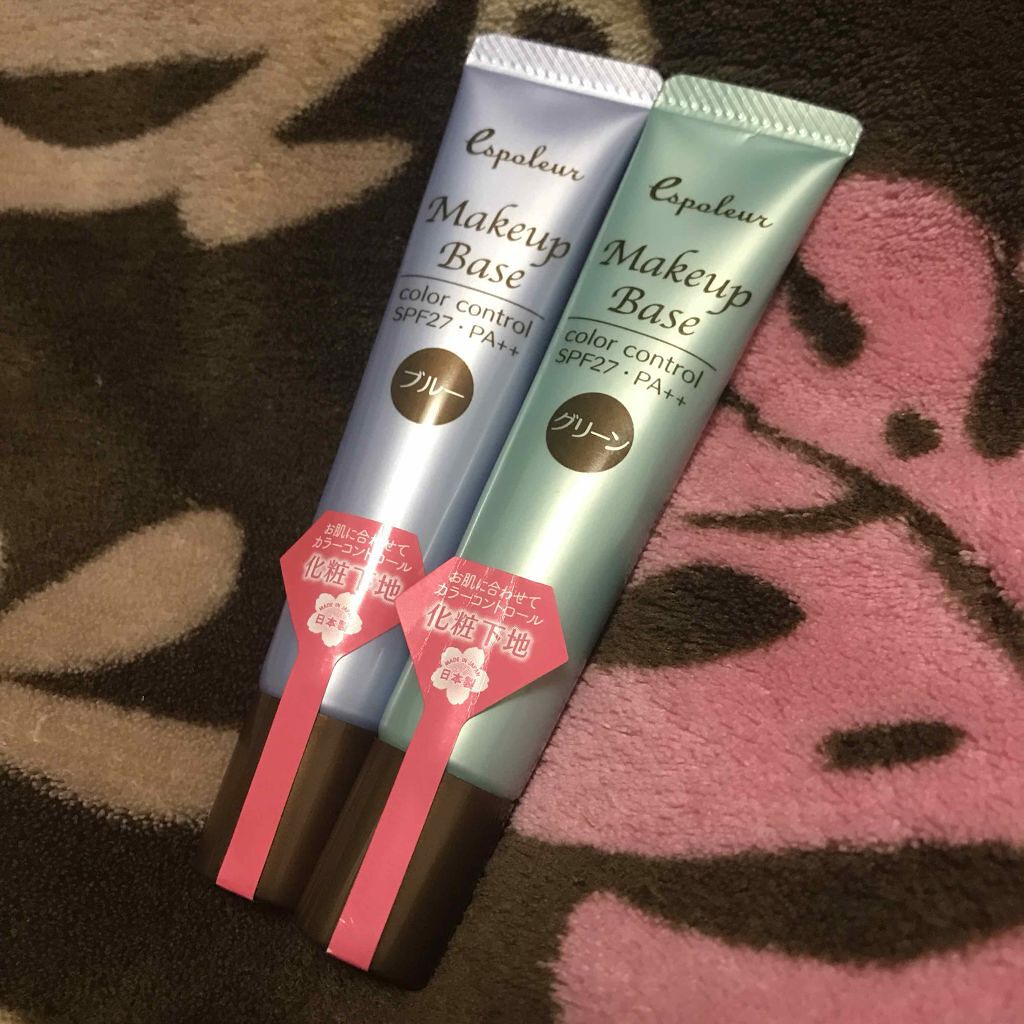 espoleur
Makeup
Base
color control
SPF27・PA++
ブルー
お肌に合わせて
カラーコントロール
化粧下地
MADE IN JAPAN
日本製
espoleur
Makeup
Base
color control
SPF27・PA++
グリーン
お肌に合わせて
カラーコントロール
化粧下地
MADE IN JAPAN
日本製